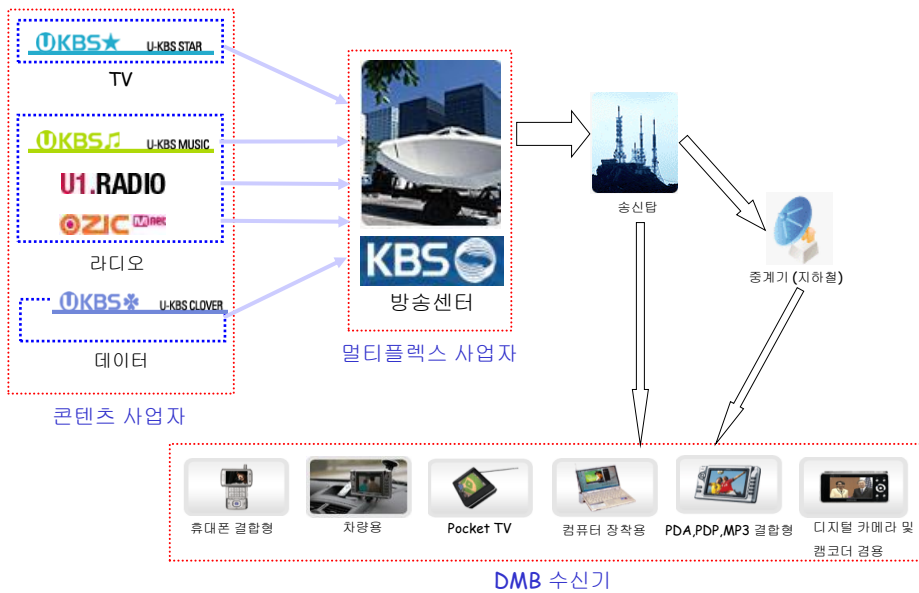 UKBS★ U-KBS STAR
TV
UKBS♫ U-KBS MUSIC
U1.RADIO
OZIC Mnet
라디오
UKBS U-KBS CLOVER
데이터
콘텐츠 사업자
KBS
방송센터
멀티플렉스 사업자
송신탑
중계기 (지하철)
휴대폰 결합형
차량용
Pocket TV
컴퓨터 장착용
PDA,PDP,MP3 결합형
디지털 카메라 및
캠코더 겸용
DMB 수신기